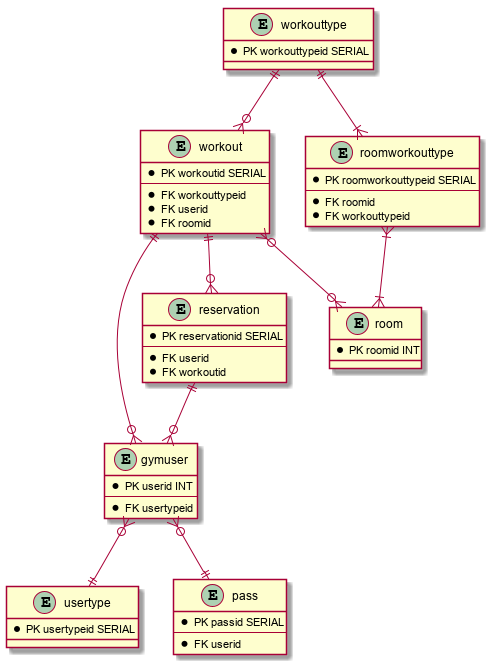 E workouttype
PK workouttypeid SERIAL
E workout
PK workoutid SERIAL
FK workouttypeid
FK userid
FK roomid
E roomworkouttype
PK roomworkouttypeid SERIAL
FK roomid
FK workouttypeid
E reservation
PK reservationid SERIAL
FK userid
FK workoutid
E room
PK roomid INT
E gymuser
PK userid INT
FK usertypeid
E usertype
PK usertypeid SERIAL
E pass
PK passid SERIAL
FK userid